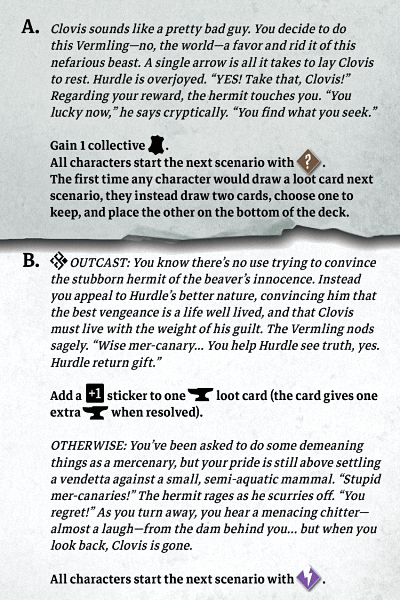 A. Clovis sounds like a pretty bad guy. You decide to do
this Vermling—no, the world—a favor and rid it of this
nefarious beast. A single arrow is all it takes to lay Clovis
to rest. Hurdle is overjoyed. “YES! Take that, Clovis!”
Regarding your reward, the hermit touches you. “You
lucky now,” he says cryptically. “You find what you seek.”
Gain 1 collective .
All characters start the next scenario with ? .
The first time any character would draw a loot card next
scenario, they instead draw two cards, choose one to
keep, and place the other on the bottom of the deck.
B. OUTCAST: You know there’s no use trying to convince
the stubborn hermit of the beaver’s innocence. Instead
you appeal to Hurdle’s better nature, convincing him that
the best vengeance is a life well lived, and that Clovis
must live with the weight of his guilt. The Vermling nods
sagely. “Wise mer-canary... You help Hurdle see truth, yes.
Hurdle return gift.”
Add a +1 sticker to one loot card (the card gives one
extra when resolved).
OTHERWISE: You’ve been asked to do some demeaning
things as a mercenary, but your pride is still above settling
a vendetta against a small, semi-aquatic mammal. “Stupid
mer-canaries!” The hermit rages as he scurries off. “You
regret!” As you turn away, you hear a menacing chitter—
almost a laugh—from the dam behind you... but when you
look back, Clovis is gone.
All characters start the next scenario with .